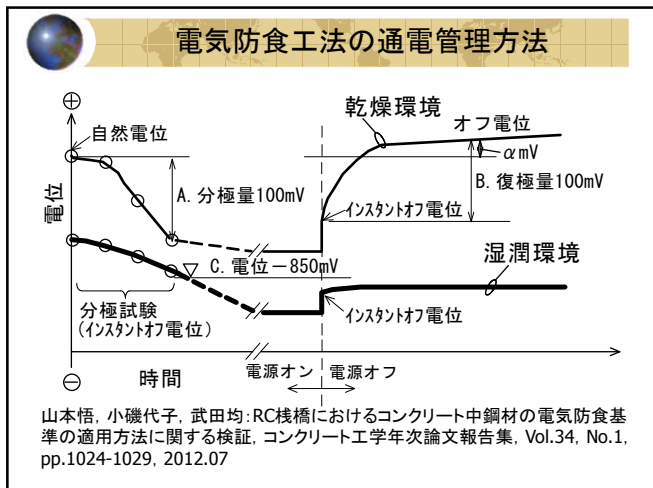 電気防食工法の通電管理方法
⊕
自然電位
乾燥環境
オフ電位
αmV
A. 分極量100mV
B. 復極量100mV
電位
インスタントオフ電位
C. 電位－850mV
湿潤環境
分極試験
(インスタントオフ電位)
インスタントオフ電位
⊖
時間
電源オン
電源オフ
山本悟, 小磯代子, 武田均：RC桟橋におけるコンクリート中鋼材の電気防食基
準の適用方法に関する検証, コンクリート工学年次論文報告集, Vol.34, No.1,
pp.1024-1029, 2012.07